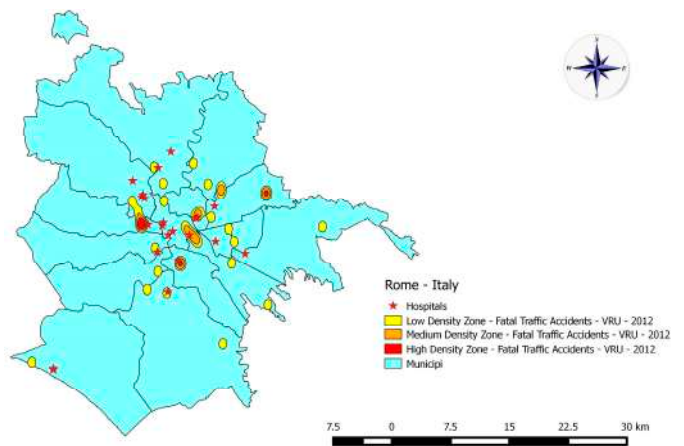 N
W
S
Rome - Italy
Hospitals
Low Density Zone - Fatal Traffic Accidents - VRU - 2012
Medium Density Zone - Fatal Traffic Accidents - VRU - 2012
High Density Zone - Fatal Traffic Accidents - VRU - 2012
Municipi
7.5 0 7.5 15 22.5 30 km